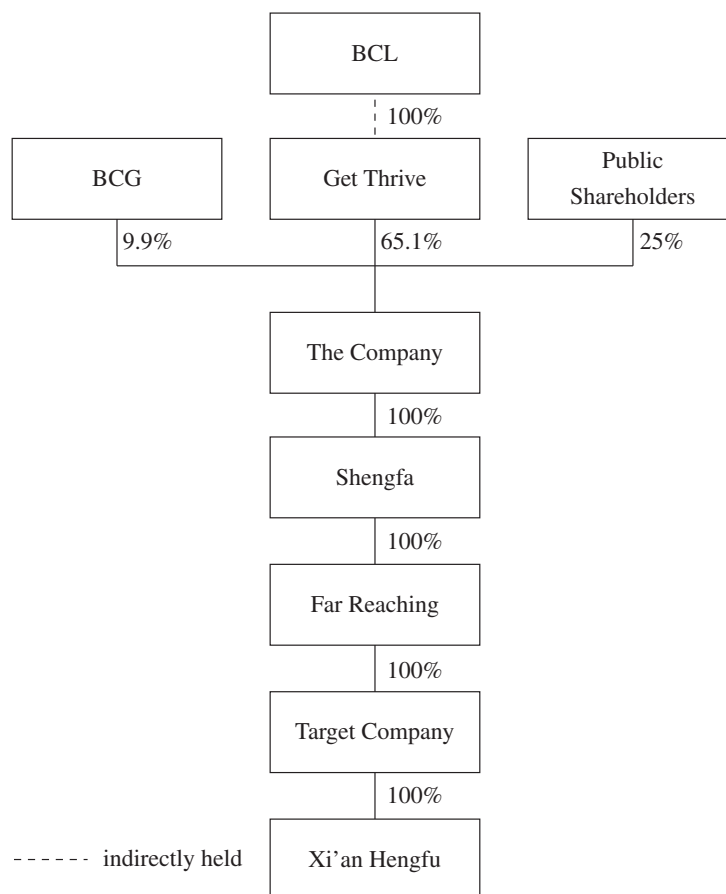 BCL
100%
BCG
Get Thrive
Public
Shareholders
9.9%
65.1%
25%
The Company
100%
Shengfa
100%
Far Reaching
100%
Target Company
100%
indirectly held
Xi’an Hengfu